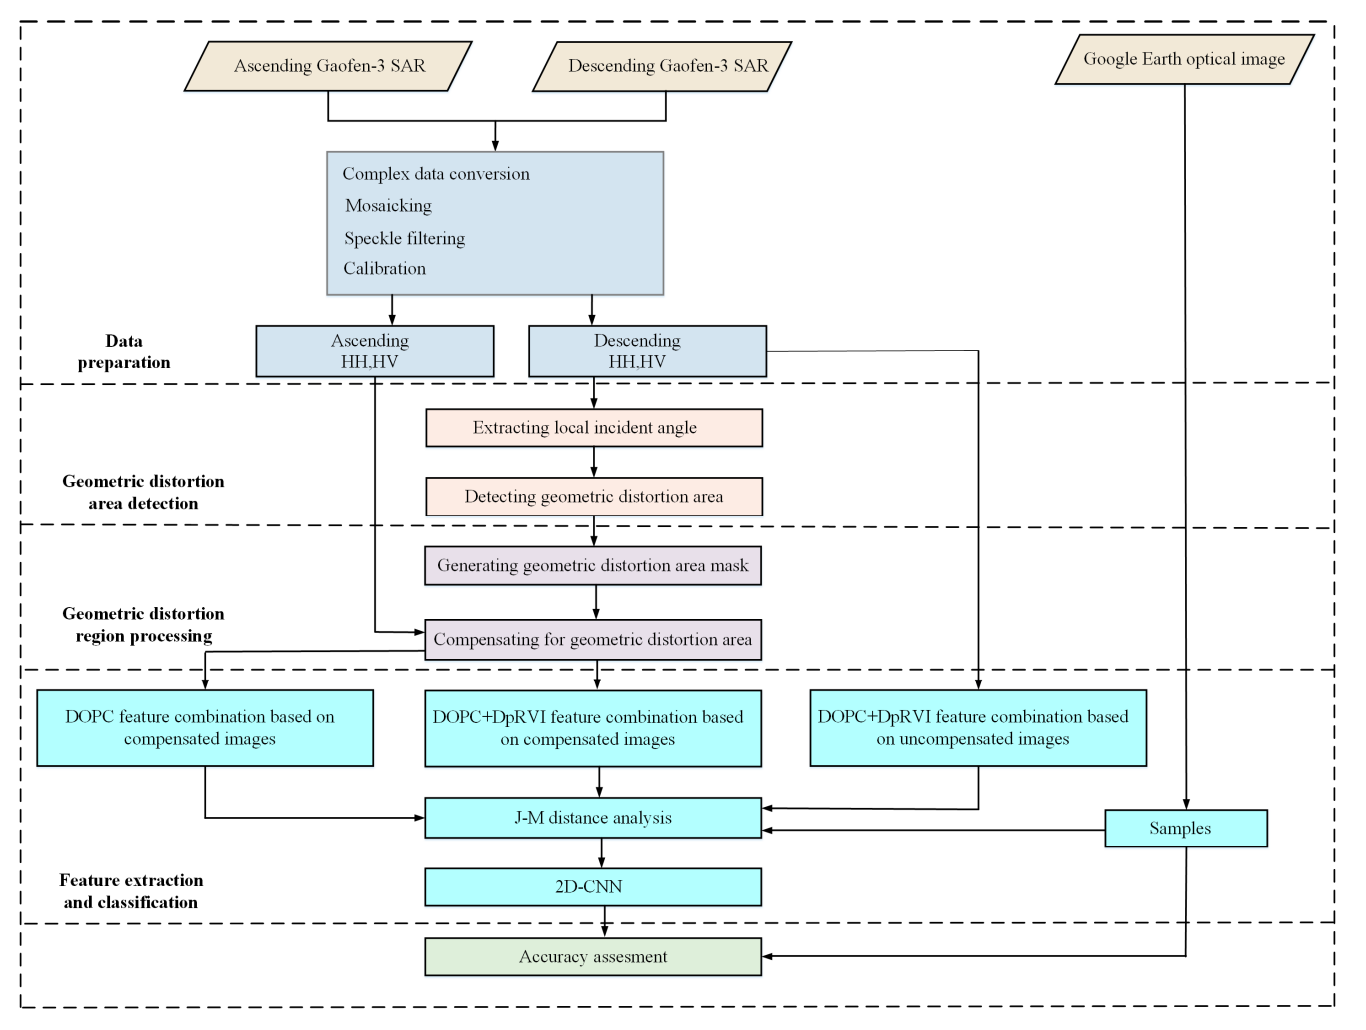 Ascending Gaofen-3 SAR
Descending Gaofen-3 SAR
Google Earth optical image
Complex data conversion
Mosaicking
Speckle filtering
Calibration
Data
preparation
Ascending
HH,HV
Descending
HH,HV
Extracting local incident angle
Geometric distortion
area detection
Detecting geometric distortion area
Generating geometric distortion area mask
Geometric distortion
region processing
Compensating for geometric distortion area
DOPC feature combination based on
compensated images
DOPC+DpRVI feature combination based
on compensated images
DOPC+DpRVI feature combination based
on uncompensated images
J-M distance analysis
Samples
Feature extraction
and classification
2D-CNN
Accuracy assesment